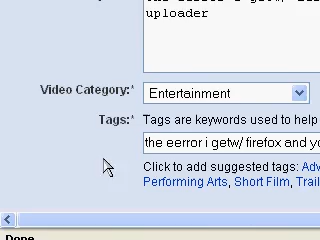 uploader
Video Category:*
Entertainment
Tags:*
Tags are keywords used to help
the eerror i getw/ firefox and yo
Click to add suggested tags: Adv
Performing Arts, Short Film, Trail
Done